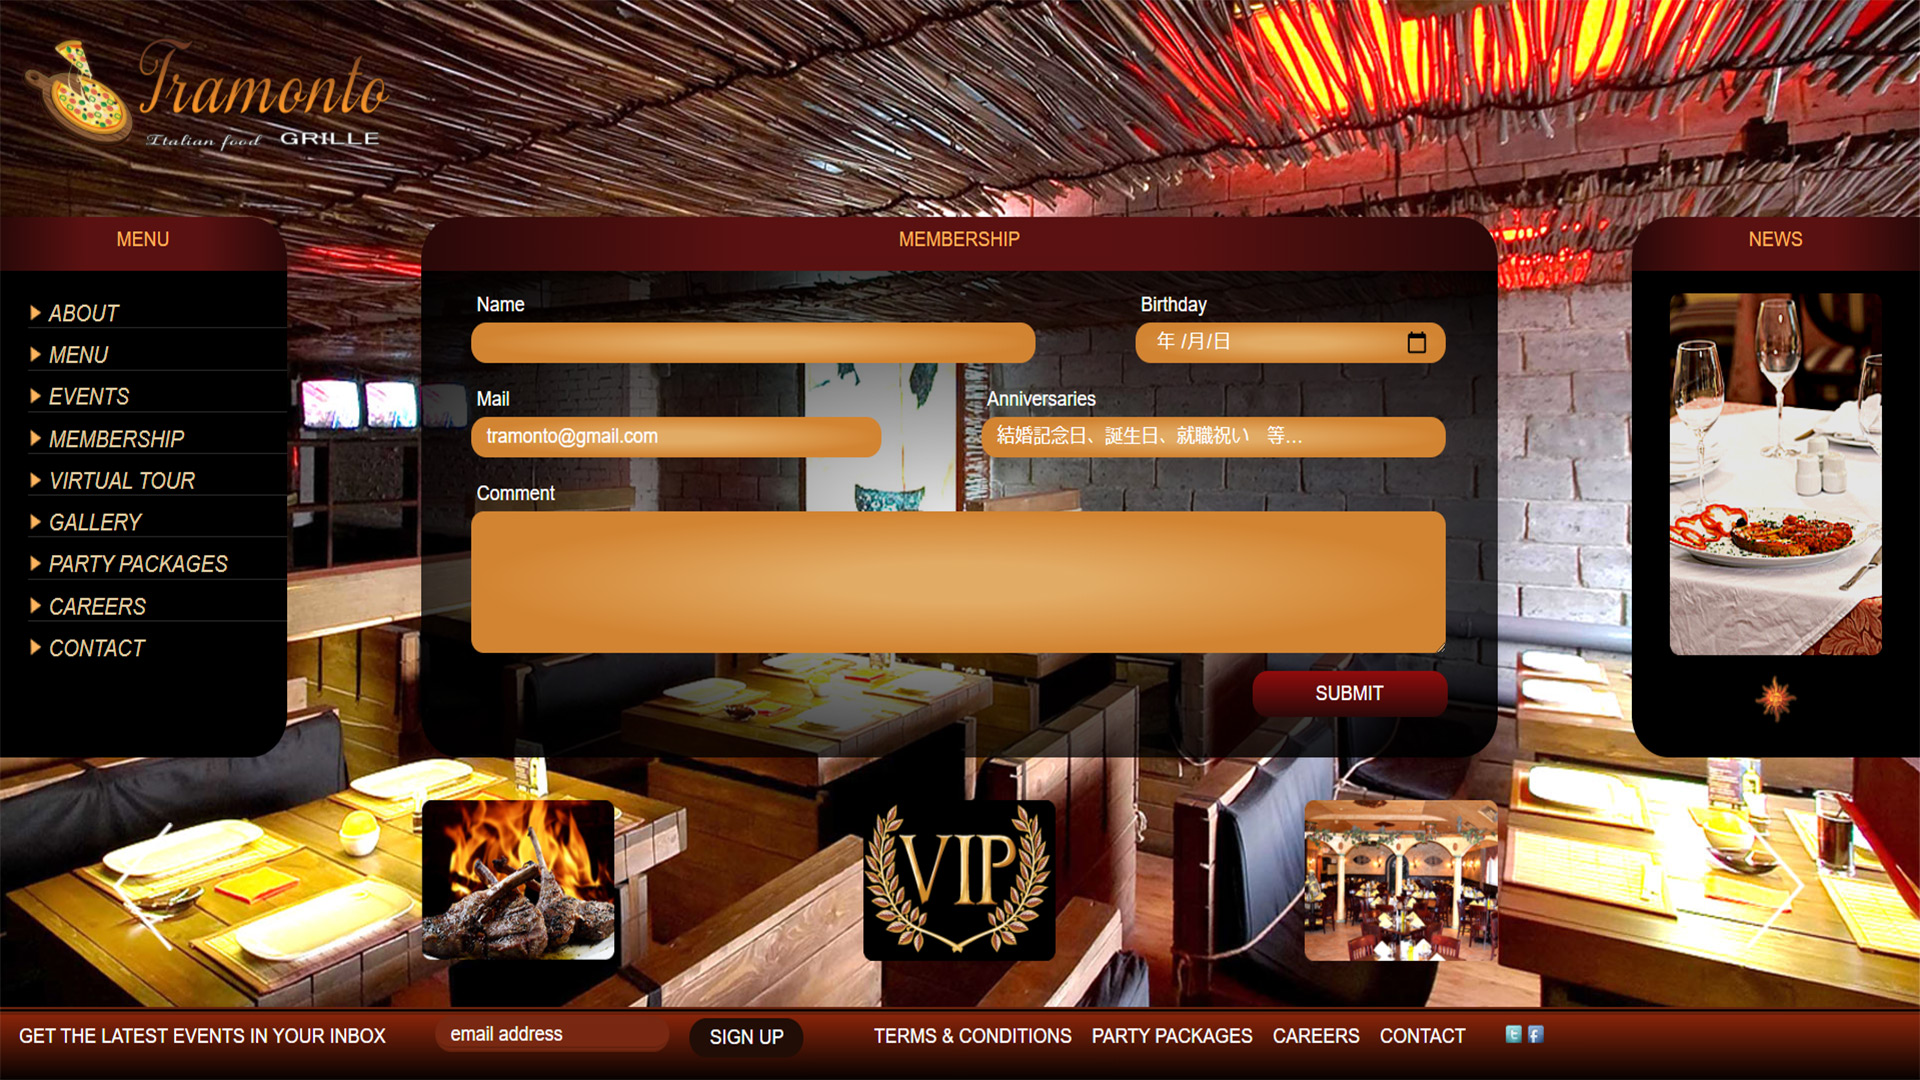 Tramonto
Italian food GRILLE
MENU
ABOUT
MENU
EVENTS
MEMBERSHIP
VIRTUAL TOUR
GALLERY
PARTY PACKAGES
CAREERS
CONTACT
MEMBERSHIP
Name
Birthday
年 /月/日
Mail
Anniversaries
tramonto@gmail.com
結婚記念日、誕生日、就職祝い　等...
Comment
SUBMIT
NEWS
VIP
GET THE LATEST EVENTS IN YOUR INBOX
email address
SIGN UP
TERMS & CONDITIONS
PARTY PACKAGES
CAREERS
CONTACT
t f